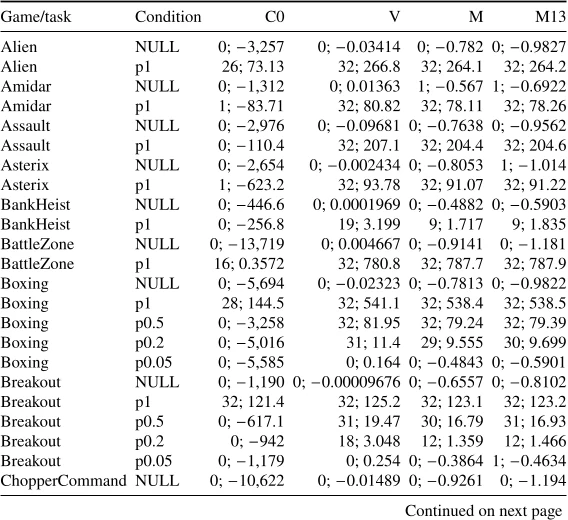 Game/task Condition C0 V M M13
Alien NULL 0; −3,257 0; −0.03414 0; −0.782 0; −0.9827
Alien p1 26; 73.13 32; 266.8 32; 264.1 32; 264.2
Amidar NULL 0; −1,312 0; 0.01363 1; −0.567 1; −0.6922
Amidar p1 1; −83.71 32; 80.82 32; 78.11 32; 78.26
Assault NULL 0; −2,976 0; −0.09681 0; −0.7638 0; −0.9562
Assault p1 0; −110.4 32; 207.1 32; 204.4 32; 204.6
Asterix NULL 0; −2,654 0; −0.002434 0; −0.8053 1; −1.014
Asterix p1 1; −623.2 32; 93.78 32; 91.07 32; 91.22
BankHeist NULL 0; −446.6 0; 0.0001969 0; −0.4882 0; −0.5903
BankHeist p1 0; −256.8 19; 3.199 9; 1.717 9; 1.835
BattleZone NULL 0; −13,719 0; 0.004667 0; −0.9141 0; −1.181
BattleZone p1 16; 0.3572 32; 780.8 32; 787.7 32; 787.9
Boxing NULL 0; −5,694 0; −0.02323 0; −0.7813 0; −0.9822
Boxing p1 28; 144.5 32; 541.1 32; 538.4 32; 538.5
Boxing p0.5 0; −3,258 32; 81.95 32; 79.24 32; 79.39
Boxing p0.2 0; −5,016 31; 11.4 29; 9.555 30; 9.699
Boxing p0.05 0; −5,585 0; 0.164 0; −0.4843 0; −0.5901
Breakout NULL 0; −1,190 0; −0.00009676 0; −0.6557 0; −0.8102
Breakout p1 32; 121.4 32; 125.2 32; 123.1 32; 123.2
Breakout p0.5 0; −617.1 31; 19.47 30; 16.79 31; 16.93
Breakout p0.2 0; −942 18; 3.048 12; 1.359 12; 1.466
Breakout p0.05 0; −1,179 0; 0.254 0; −0.3864 1; −0.4634
ChopperCommand NULL 0; −10,622 0; −0.01489 0; −0.9261 0; −1.194
Continued on next page